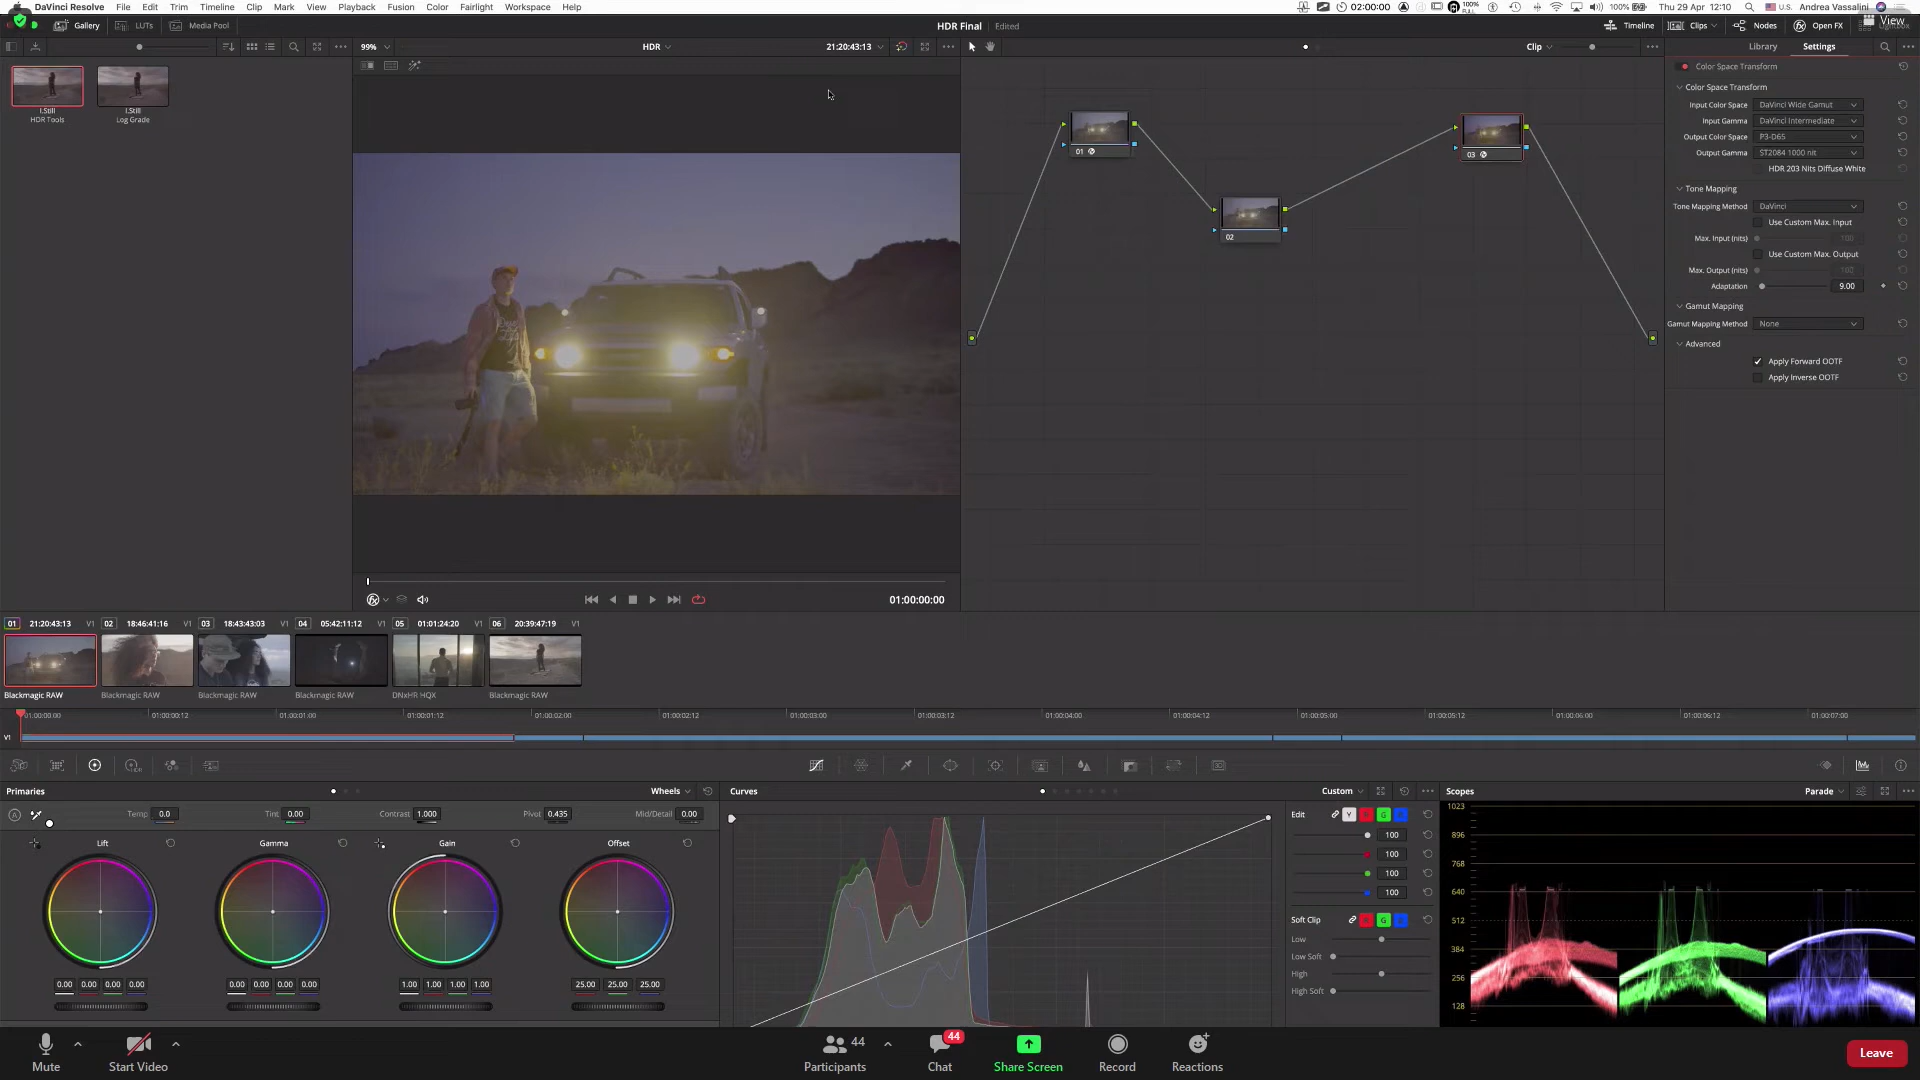 DaVinci Resolve File Edit Trim Timeline Clip Mark View Playback Fusion Color Fairlight Workspace Help 02:00:00 100% U.S. 100% Thu 29 Apr 12:10 Andrea Vassalini View
Gallery LUTs Media Pool HDR Final Edited Timeline Clips Nodes Open FX
99% HDR 21:20:43:13 Clip Library Settings
Color Space Transform
Color Space Transform
Input Color Space DaVinci Wide Gamut
Input Gamma DaVinci Intermediate
Output Color Space P3-D65
Output Gamma ST2084 1000 nit
HDR 203 Nits Diffuse White
Tone Mapping
Tone Mapping Method DaVinci
Use Custom Max. Input
Max. Input (nits) 100
Use Custom Max. Output
Max. Output (nits) 100
Adaptation 9.00
Gamut Mapping
Gamut Mapping Method None
Advanced
Apply Forward OOTF
Apply Inverse OOTF
HDR Tools
Log Grade
01
02
03
01:00:00:00
01 21:20:43:13 V1 02 18:46:41:16 V1 03 18:43:43:03 V1 04 05:42:11:12 V1 05 01:01:24:20 V1 06 20:39:47:19 V1
Blackmagic RAW Blackmagic RAW Blackmagic RAW Blackmagic RAW DNxHR HQX Blackmagic RAW
01:00:00:00 01:00:00:12 01:00:01:00 01:00:01:12 01:00:02:00 01:00:02:12 01:00:03:00 01:00:03:12 01:00:04:00 01:00:04:12 01:00:05:00 01:00:05:12 01:00:06:00 01:00:06:12 01:00:07:00
V1
Primaries Wheels Curves Custom Scopes Parade
Temp 0.0 Tint 0.00 Contrast 1.000 Pivot 0.435 Mid/Detail 0.00
Lift Gamma Gain Offset
0.00 0.00 0.00 0.00 0.00 0.00 0.00 0.00 1.00 1.00 1.00 1.00 25.00 25.00 25.00
Edit Y R G B
100
100
100
100
Soft Clip R G B
Low
Low Soft
High
High Soft
1023
896
768
640
512
384
256
128
44 44
Mute Start Video Participants Chat Share Screen Record Reactions Leave